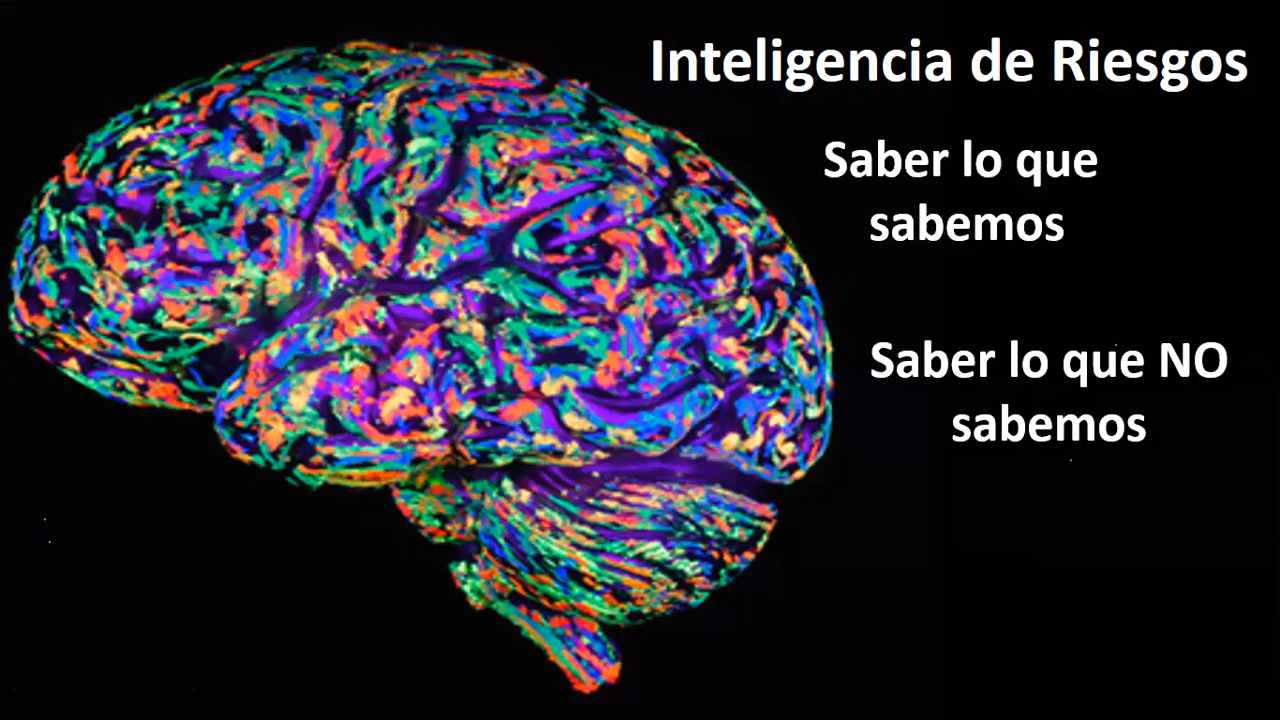 Inteligencia de Riesgos
Saber lo que
sabemos
Saber lo que NO
sabemos